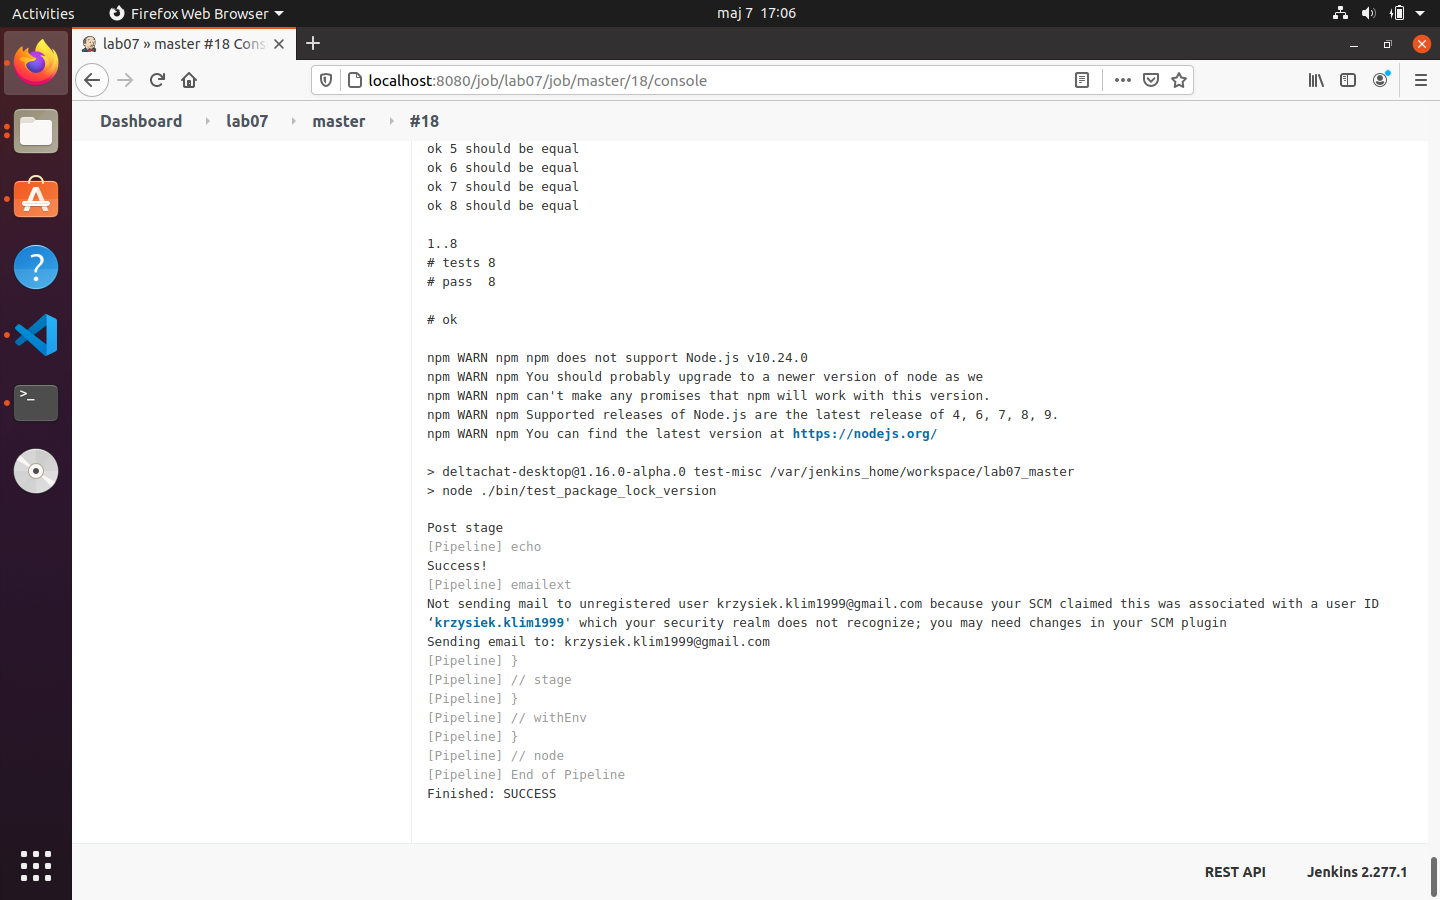 Activities
Firefox Web Browser
maj 7 17:06
lab07 » master #18 Cons
localhost:8080/job/lab07/job/master/18/console
Dashboard
lab07
master
#18
ok 5 should be equal
ok 6 should be equal
ok 7 should be equal
ok 8 should be equal
1..8
# tests 8
# pass  8
# ok
npm WARN npm npm does not support Node.js v10.24.0
npm WARN npm You should probably upgrade to a newer version of node as we
npm WARN npm can't make any promises that npm will work with this version.
npm WARN npm Supported releases of Node.js are the latest release of 4, 6, 7, 8, 9.
npm WARN npm You can find the latest version at https://nodejs.org/
> deltachat-desktop@1.16.0-alpha.0 test-misc /var/jenkins_home/workspace/lab07_master
> node ./bin/test_package_lock_version
Post stage
[Pipeline] echo
Success!
[Pipeline] emailext
Not sending mail to unregistered user krzysiek.klim1999@gmail.com because your SCM claimed this was associated with a user ID
‘krzysiek.klim1999' which your security realm does not recognize; you may need changes in your SCM plugin
Sending email to: krzysiek.klim1999@gmail.com
[Pipeline] }
[Pipeline] // stage
[Pipeline] }
[Pipeline] // withEnv
[Pipeline] }
[Pipeline] // node
[Pipeline] End of Pipeline
Finished: SUCCESS
REST API
Jenkins 2.277.1